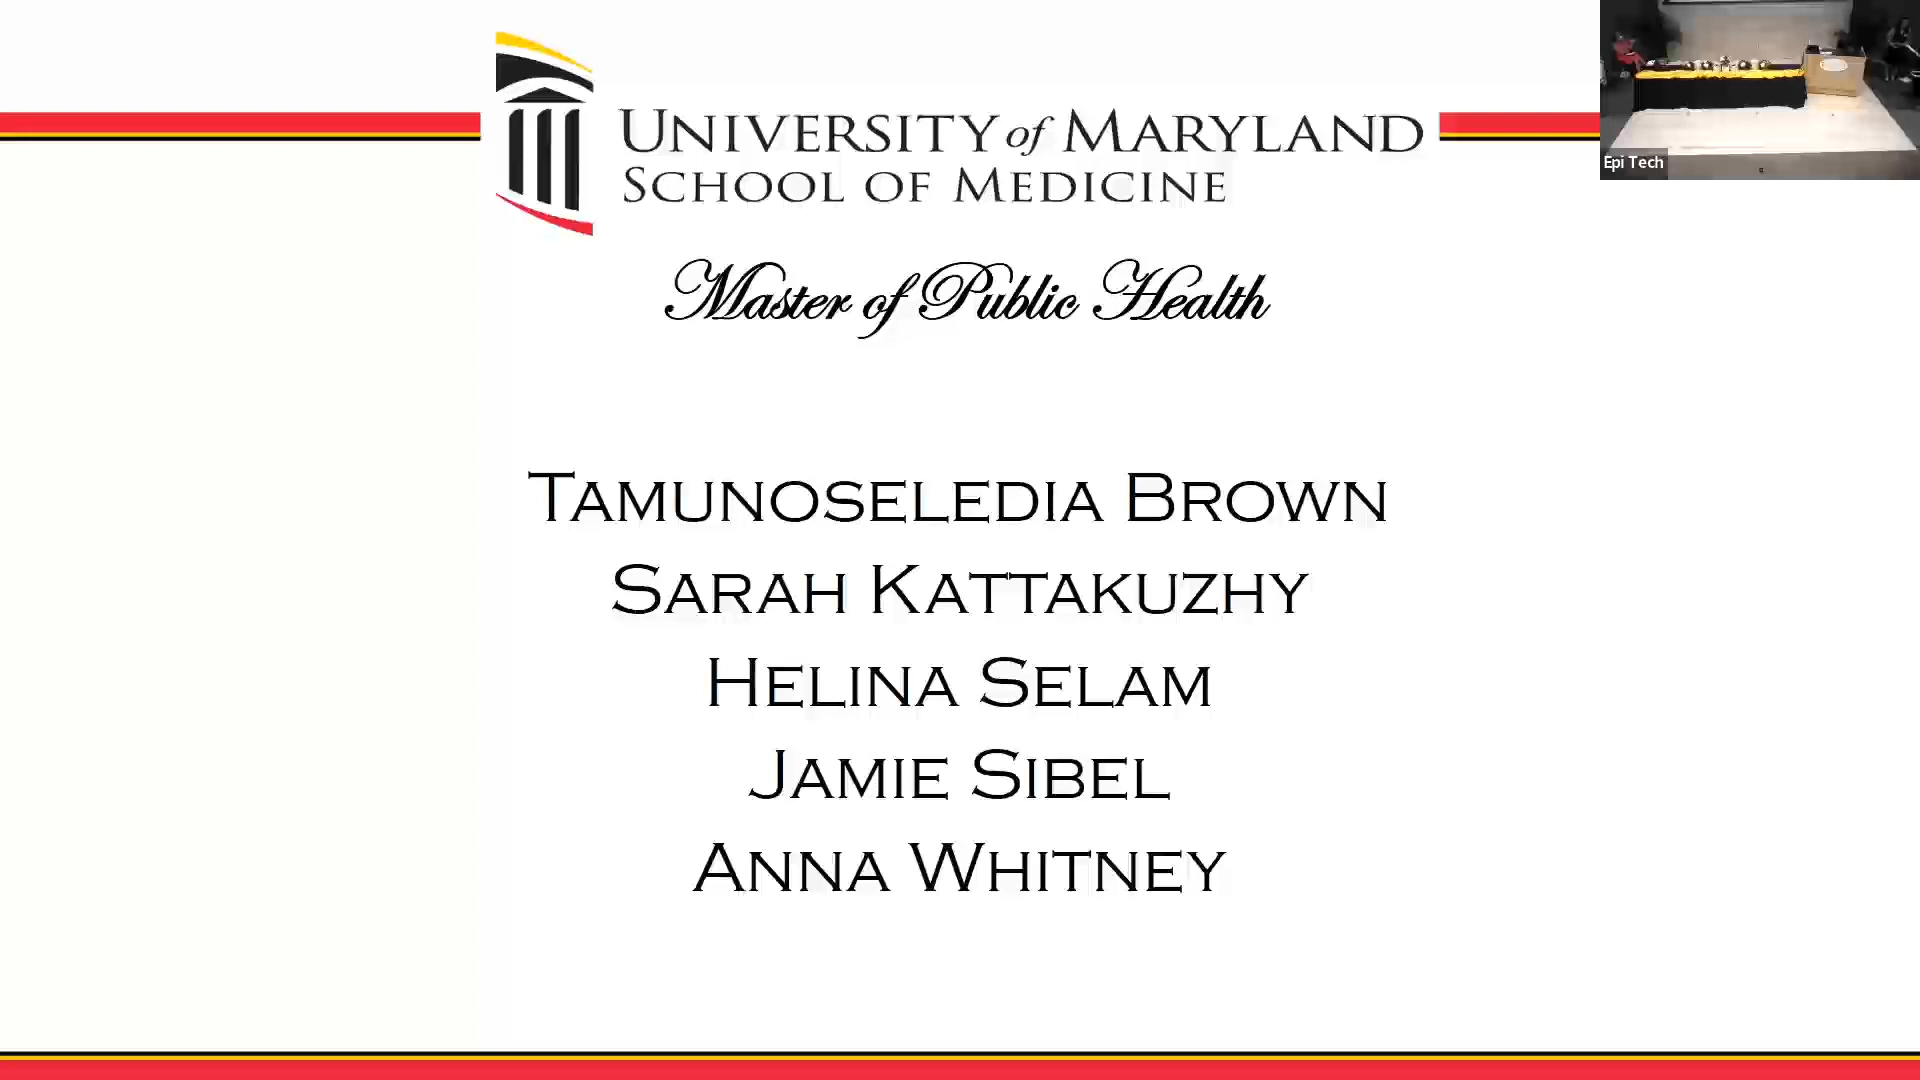 UNIVERSITY of MARYLAND
SCHOOL OF MEDICINE
Epi Tech
Master of Public Health
TAMUNOSELEDIA BROWN
SARAH KATTAKUZHY
HELINA SELAM
JAMIE SIBEL
ANNA WHITNEY